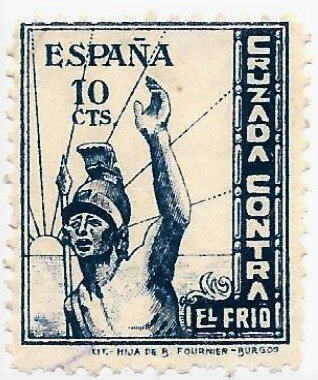 ESPAÑA
10
CTS
CRUZADA CONTRA
EL FRIO
LIT. - HIJA DE B. FOURNIER - BURGOS